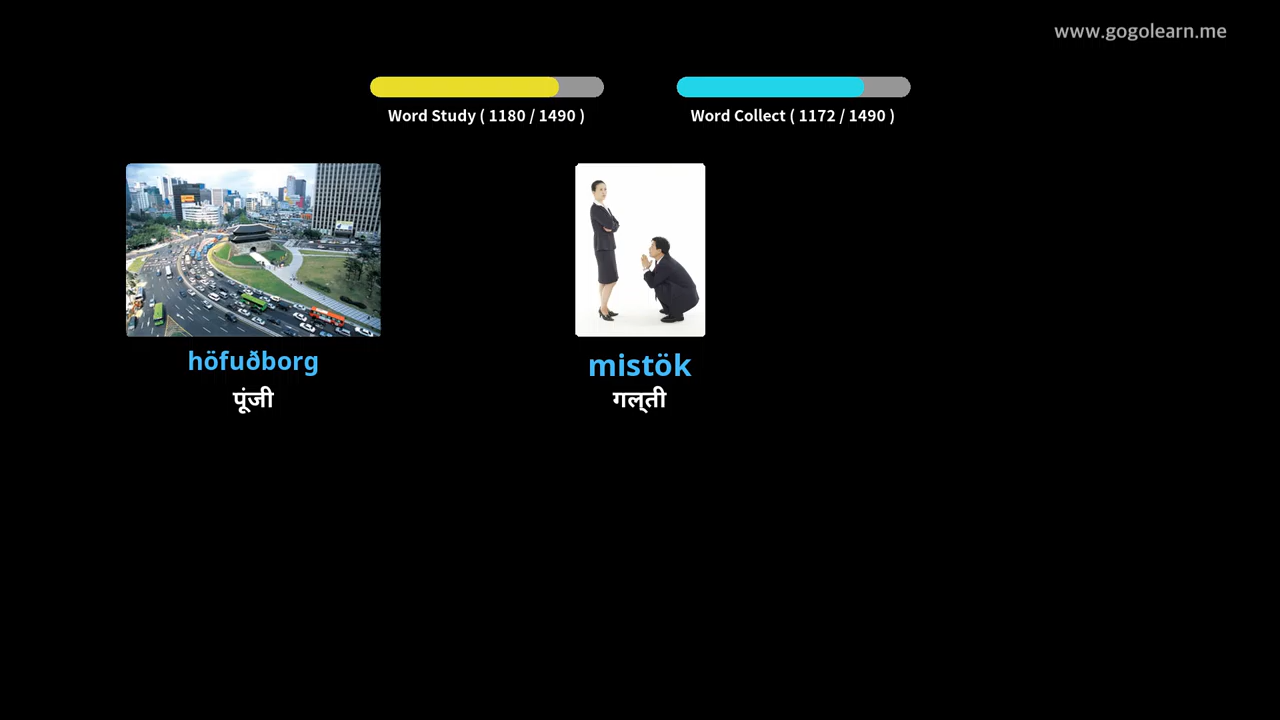 www.gogolearn.me
Word Study ( 1180 / 1490 )
Word Collect ( 1172 / 1490 )
höfuðborg
पूंजी
mistök
गल्ती